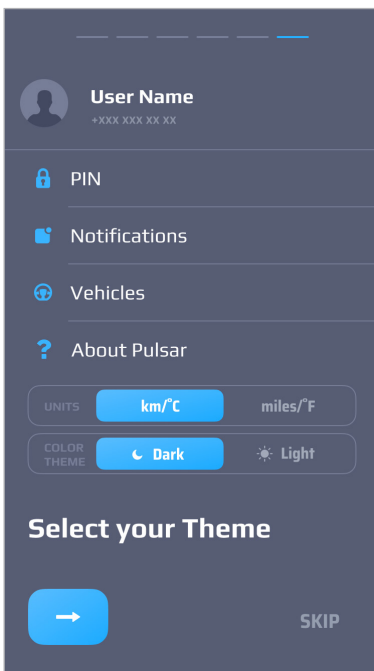 User Name
+xxx xxx xx xx
PIN
Notifications
Vehicles
? About Pulsar
UNITS km/°C miles/°F
COLOR THEME Dark Light
Select your Theme
SKIP